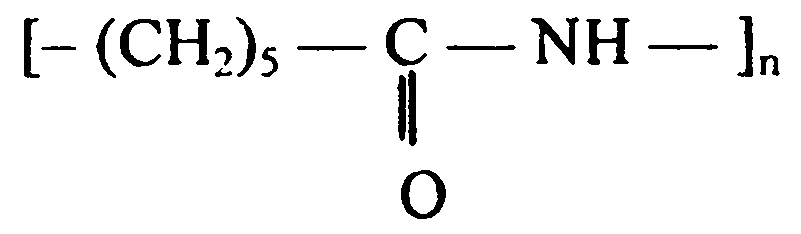 [– (CH₂)₅ — C — NH — ]ₙ
||
O